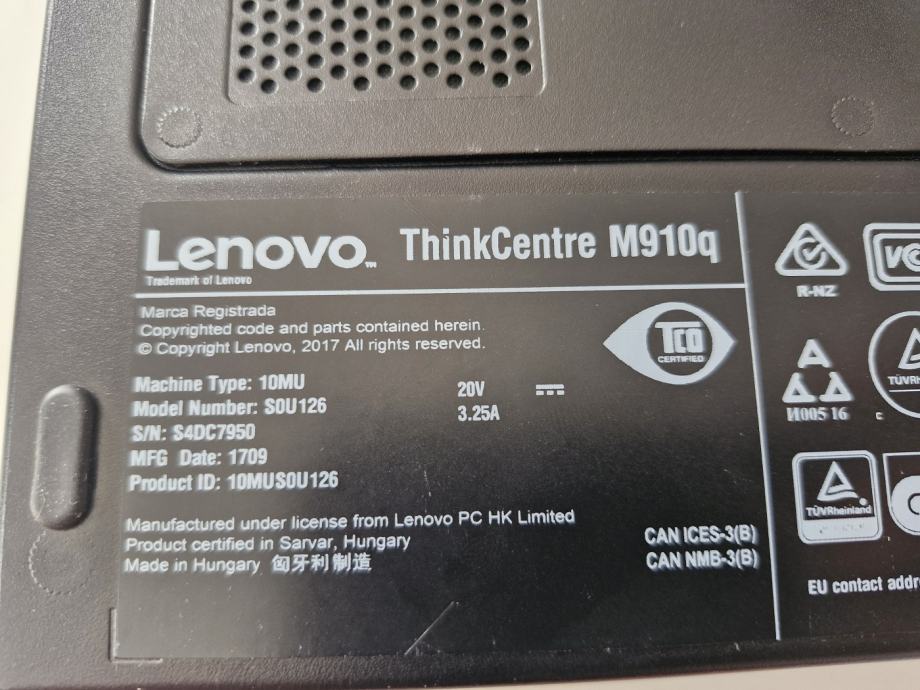 Lenovo™ ThinkCentre M910q
Trademark of Lenovo
Marca Registrada
Copyrighted code and parts contained herein.
© Copyright Lenovo, 2017 All rights reserved.
TCO
CERTIFIED
Machine Type: 10MU
Model Number: S0U126
S/N: S4DC7950
MFG Date: 1709
Product ID: 10MUS0U126
20V
3.25A
Manufactured under license from Lenovo PC HK Limited
Product certified in Sarvar, Hungary
Made in Hungary 匈牙利制造
CAN ICES-3(B)
CAN NMB-3(B)
R-NZ
И005 16
TÜVRheinland
EU contact